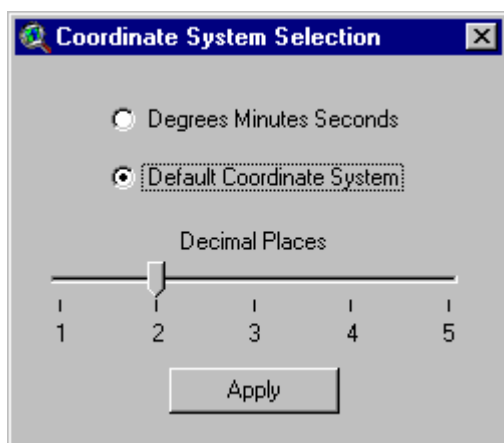 Coordinate System Selection
Degrees Minutes Seconds
Default Coordinate System
Decimal Places
1 2 3 4 5
Apply